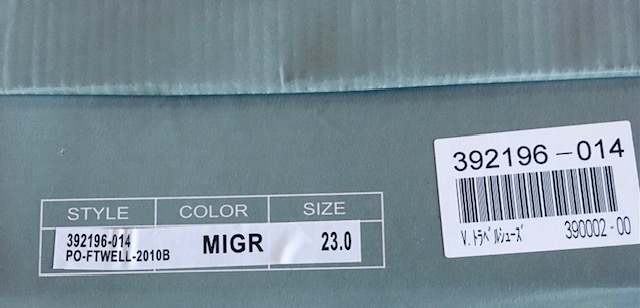 STYLE COLOR SIZE
392196-014 MIGR 23.0
PO-FTWELL-2010B
392196-014
V.ﾄﾗﾍﾞﾙｼｭｰｽﾞ 390002-00